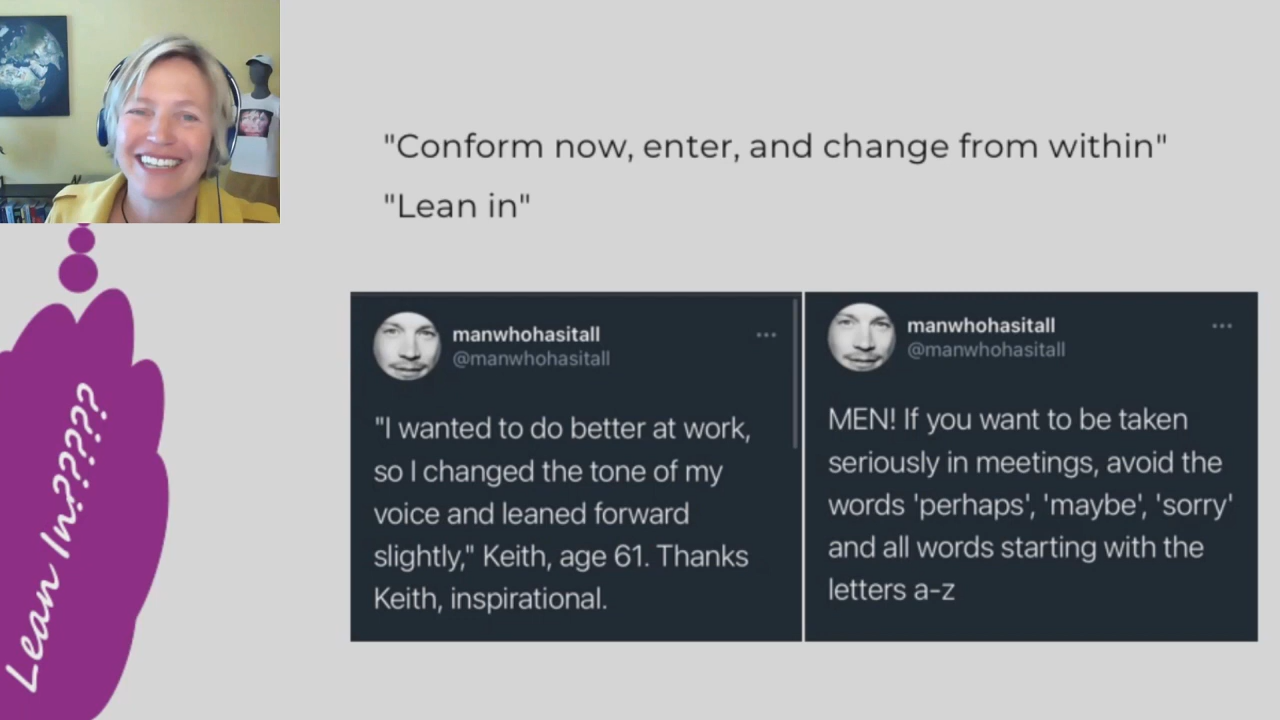 "Conform now, enter, and change from within"
"Lean in"
manwhohasitall
@manwhohasitall
"I wanted to do better at work,
so I changed the tone of my
voice and leaned forward
slightly," Keith, age 61. Thanks
Keith, inspirational.
manwhohasitall
@manwhohasitall
MEN! If you want to be taken
seriously in meetings, avoid the
words 'perhaps', 'maybe', 'sorry'
and all words starting with the
letters a-z
Lean In?????